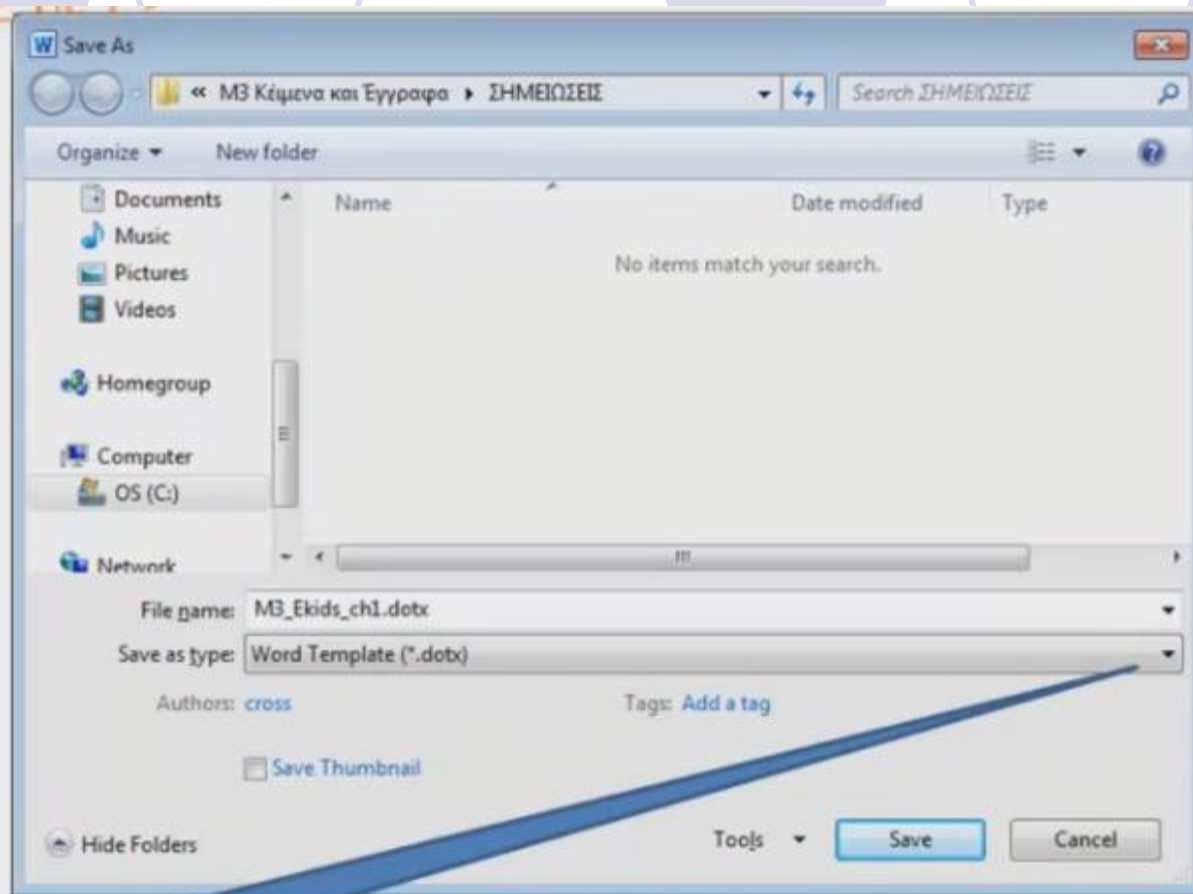 Save As
« M3 Κέιμενα και Έγγραφα ▸ ΣΗΜΕΙΩΣΕΙΣ Search ΣΗΜΕΙΩΣΕΙΣ
Organize New folder
Documents Name Date modified Type
Music
No items match your search.
Pictures
Videos
Homegroup
Computer
OS (C:)
Network
File name: M3_Ekids_ch1.dotx
Save as type: Word Template (*.dotx)
Authors: cross Tags: Add a tag
Save Thumbnail
Hide Folders Tools Save Cancel